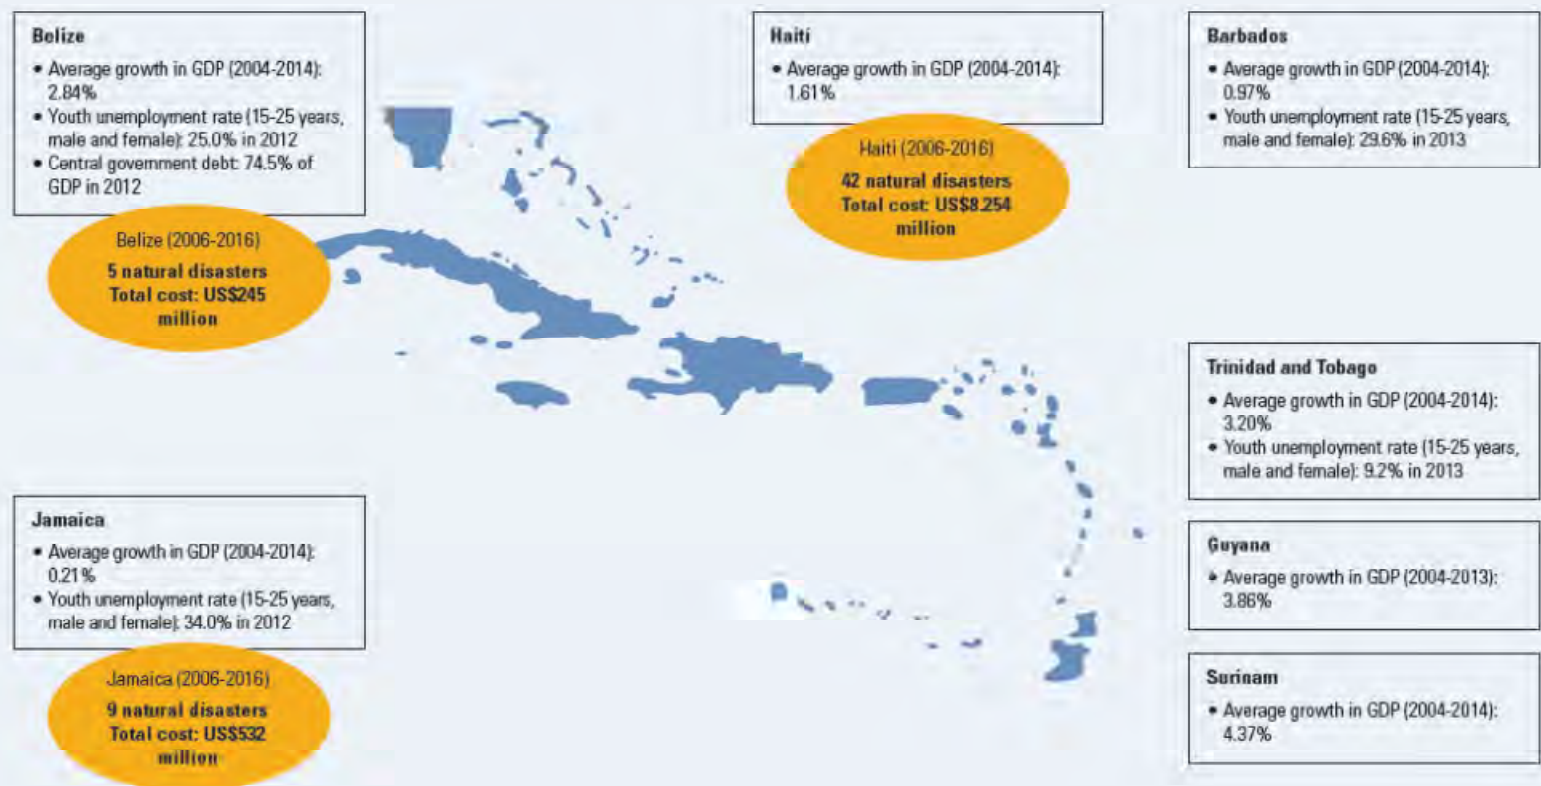 Belize
• Average growth in GDP (2004-2014):
2.84%
• Youth unemployment rate (15-25 years,
male and female): 25.0% in 2012
• Central government debt: 74.5% of
GDP in 2012
Belize (2006-2016)
5 natural disasters
Total cost: US$245
million
Haití
• Average growth in GDP (2004-2014):
1.61%
Haiti (2006-2016)
42 natural disasters
Total cost: US$8.254
million
Barbados
• Average growth in GDP (2004-2014):
0.97%
• Youth unemployment rate (15-25 years,
male and female): 29.6% in 2013
Trinidad and Tobago
• Average growth in GDP (2004-2014):
3.20%
• Youth unemployment rate (15-25 years,
male and female): 9.2% in 2013
Jamaica
• Average growth in GDP (2004-2014):
0.21%
• Youth unemployment rate (15-25 years,
male and female): 34.0% in 2012
Jamaica (2006-2016)
9 natural disasters
Total cost: US$532
million
Guyana
• Average growth in GDP (2004-2013):
3.86%
Surinam
• Average growth in GDP (2004-2014):
4.37%